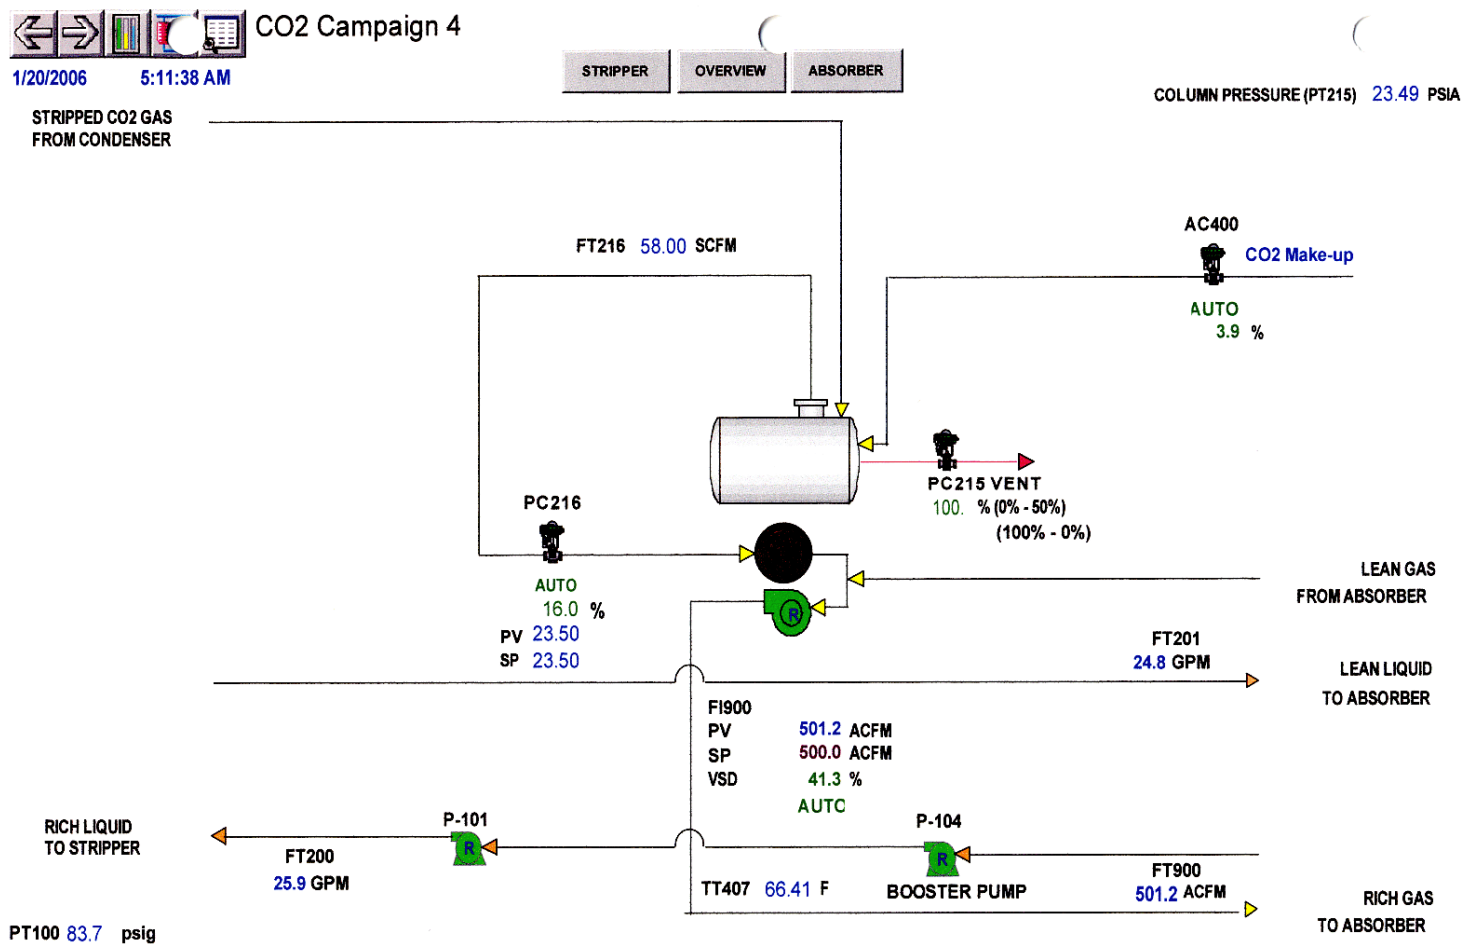 CO2 Campaign 4
1/20/2006 5:11:38 AM
STRIPPER OVERVIEW ABSORBER
COLUMN PRESSURE (PT215) 23.49 PSIA
STRIPPED CO2 GAS
FROM CONDENSER
AC400
FT216 58.00 SCFM
CO2 Make-up
AUTO
3.9 %
PC215 VENT
100. % (0% - 50%)
(100% - 0%)
PC216
AUTO
16.0 %
PV 23.50
SP 23.50
LEAN GAS
FROM ABSORBER
R
FT201
24.8 GPM
LEAN LIQUID
TO ABSORBER
FI900
PV 501.2 ACFM
SP 500.0 ACFM
VSD 41.3 %
AUTO
RICH LIQUID
TO STRIPPER
P-101
R
FT200
25.9 GPM
P-104
R
BOOSTER PUMP
TT407 66.41 F
FT900
501.2 ACFM
RICH GAS
TO ABSORBER
PT100 83.7 psig